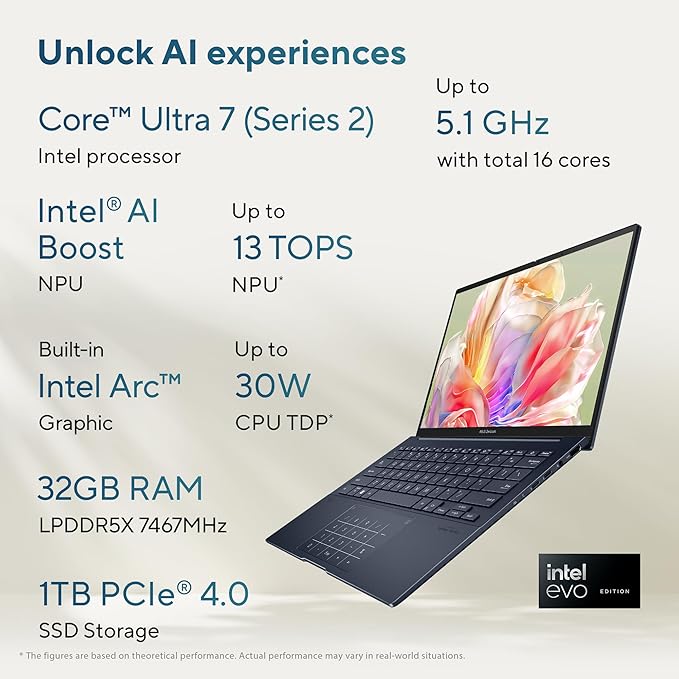 Unlock AI experiences
Core™ Ultra 7 (Series 2)
Intel processor
Up to
5.1 GHz
with total 16 cores
Intel® AI
Boost
NPU
Up to
13 TOPS
NPU*
Built-in
Intel Arc™
Graphic
Up to
30W
CPU TDP*
32GB RAM
LPDDR5X 7467MHz
1TB PCIe® 4.0
SSD Storage
intel
evo EDITION
* The figures are based on theoretical performance. Actual performance may vary in real-world situations.